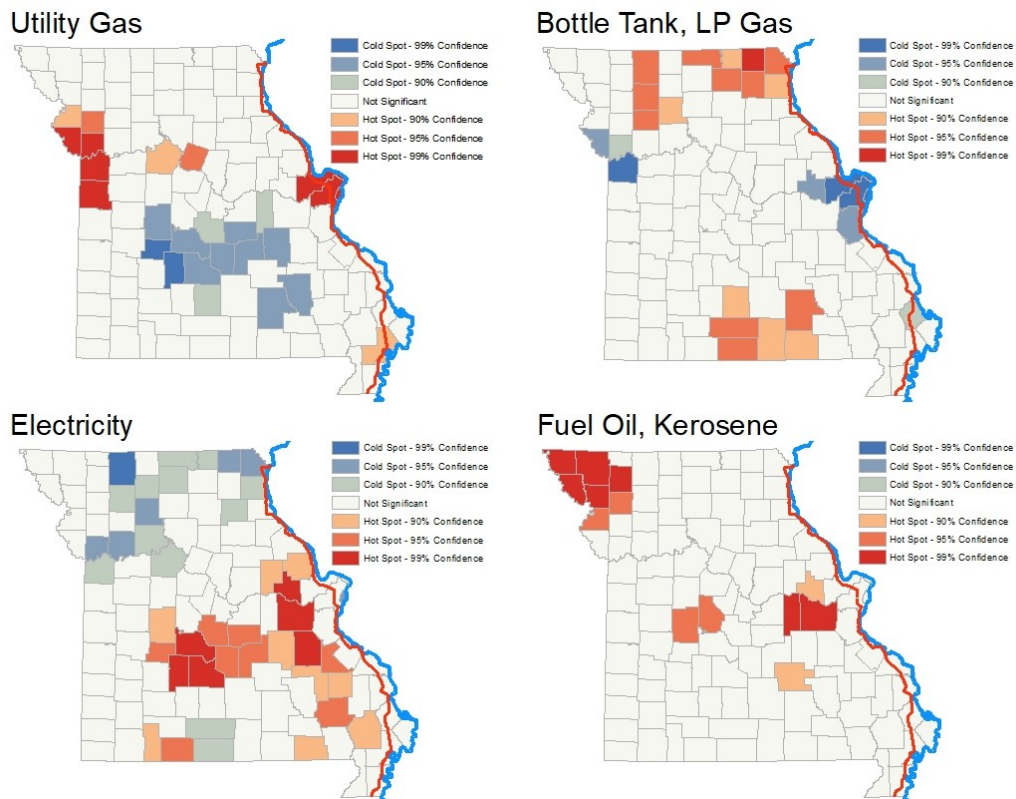 Utility Gas
Cold Spot - 99% Confidence
Cold Spot - 95% Confidence
Cold Spot - 90% Confidence
Not Significant
Hot Spot - 90% Confidence
Hot Spot - 95% Confidence
Hot Spot - 99% Confidence
Bottle Tank, LP Gas
Cold Spot - 99% Confidence
Cold Spot - 95% Confidence
Cold Spot - 90% Confidence
Not Significant
Hot Spot - 90% Confidence
Hot Spot - 95% Confidence
Hot Spot - 99% Confidence
Electricity
Cold Spot - 99% Confidence
Cold Spot - 95% Confidence
Cold Spot - 90% Confidence
Not Significant
Hot Spot - 90% Confidence
Hot Spot - 95% Confidence
Hot Spot - 99% Confidence
Fuel Oil, Kerosene
Cold Spot - 99% Confidence
Cold Spot - 95% Confidence
Cold Spot - 90% Confidence
Not Significant
Hot Spot - 90% Confidence
Hot Spot - 95% Confidence
Hot Spot - 99% Confidence